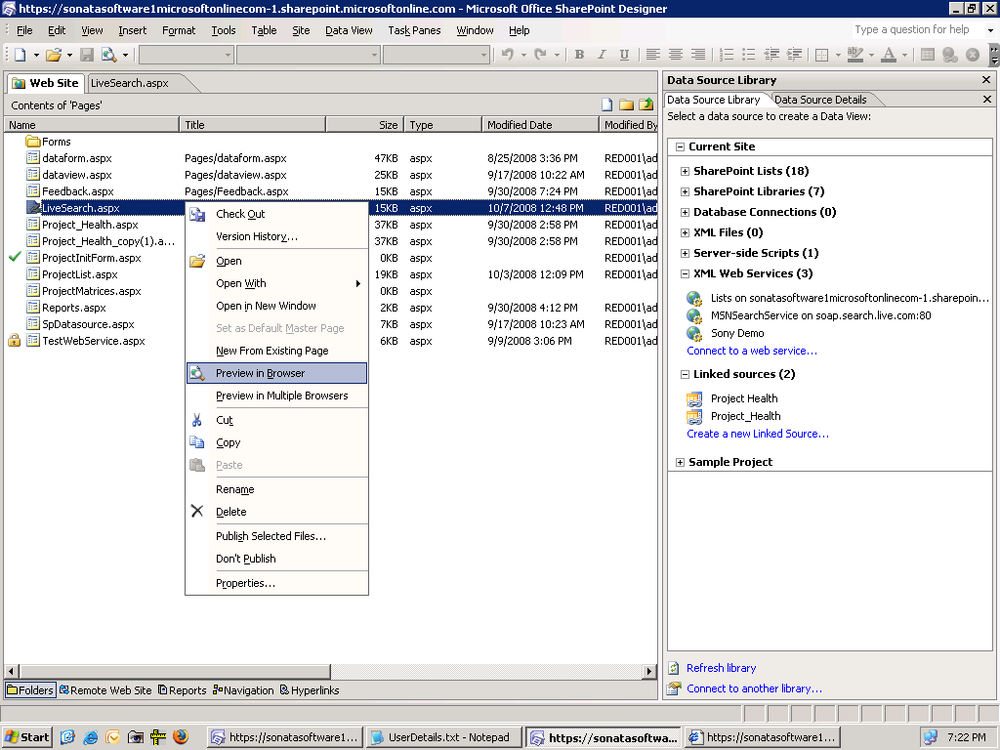 https://sonatasoftware1microsoftonlinecom-1.sharepoint.microsoftonline.com - Microsoft Office SharePoint Designer
File Edit View Insert Format Tools Table Site Data View Task Panes Window Help Type a question for help
B I U A
Web Site LiveSearch.aspx
Contents of 'Pages'
Name Title Size Type Modified Date Modified By
Forms
dataform.aspx Pages/dataform.aspx 47KB aspx 8/25/2008 3:36 PM RED001\ad
dataview.aspx Pages/dataview.aspx 25KB aspx 9/17/2008 10:22 AM RED001\ad
Feedback.aspx Pages/Feedback.aspx 15KB aspx 9/30/2008 7:24 PM RED001\ad
LiveSearch.aspx 15KB aspx 10/7/2008 12:48 PM RED001\ad
Project_Health.aspx 37KB aspx 9/30/2008 2:58 PM RED001\ad
Project_Health_copy(1).a... 37KB aspx 9/30/2008 2:58 PM RED001\ad
ProjectInitForm.aspx 0KB aspx RED001\ad
ProjectList.aspx 19KB aspx 10/3/2008 12:09 PM RED001\ad
ProjectMatrices.aspx 0KB aspx RED001\ad
Reports.aspx 2KB aspx 9/30/2008 4:12 PM RED001\ad
SpDatasource.aspx 7KB aspx 9/17/2008 10:23 AM RED001\ad
TestWebService.aspx 6KB aspx 9/9/2008 3:06 PM RED001\ad
Check Out
Version History...
Open
Open With
Open in New Window
Set as Default Master Page
New From Existing Page
Preview in Browser
Preview in Multiple Browsers
Cut
Copy
Paste
Rename
Delete
Publish Selected Files...
Don't Publish
Properties...
Data Source Library
Data Source Library Data Source Details
Select a data source to create a Data View:
Current Site
SharePoint Lists (18)
SharePoint Libraries (7)
Database Connections (0)
XML Files (0)
Server-side Scripts (1)
XML Web Services (3)
Lists on sonatasoftware1microsoftonlinecom-1.sharepoin...
MSNSearchService on soap.search.live.com:80
Sony Demo
Connect to a web service...
Linked sources (2)
Project Health
Project_Health
Create a new Linked Source...
Sample Project
Refresh library
Connect to another library...
Folders Remote Web Site Reports Navigation Hyperlinks
Start https://sonatasoftware1... UserDetails.txt - Notepad https://sonatasoftwa... https://sonatasoftware1... 7:22 PM